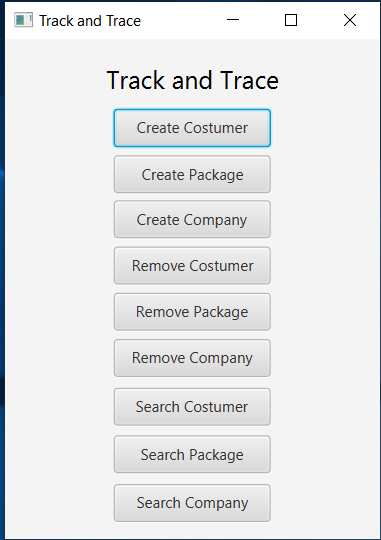 Track and Trace
Track and Trace
Create Costumer
Create Package
Create Company
Remove Costumer
Remove Package
Remove Company
Search Costumer
Search Package
Search Company